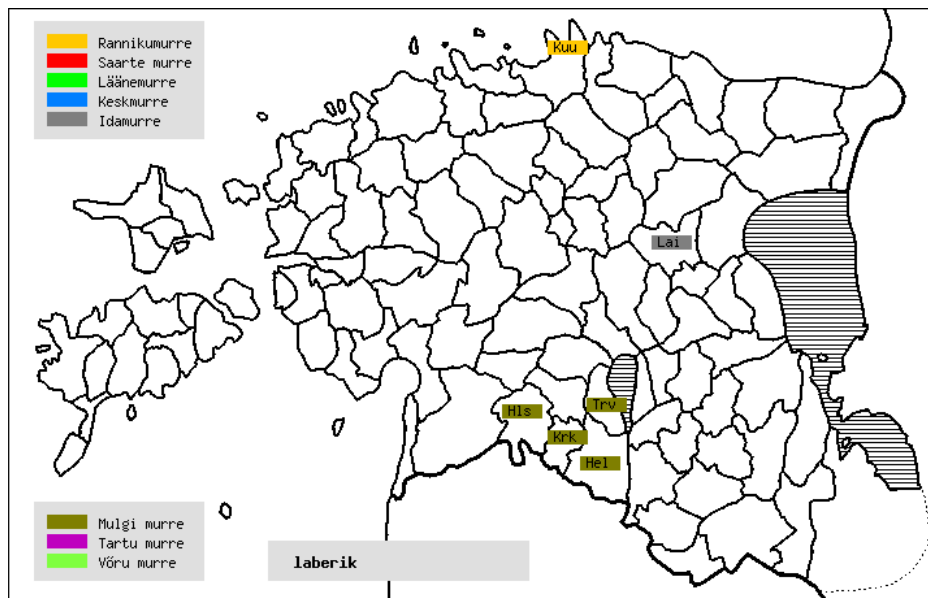 Rannikumurre
Saarte murre
Läänemurre
Keskmurre
Idamurre
Kuu
Lai
Trv
Hls
Krk
Hel
Mulgi murre
Tartu murre
Võru murre
laberik